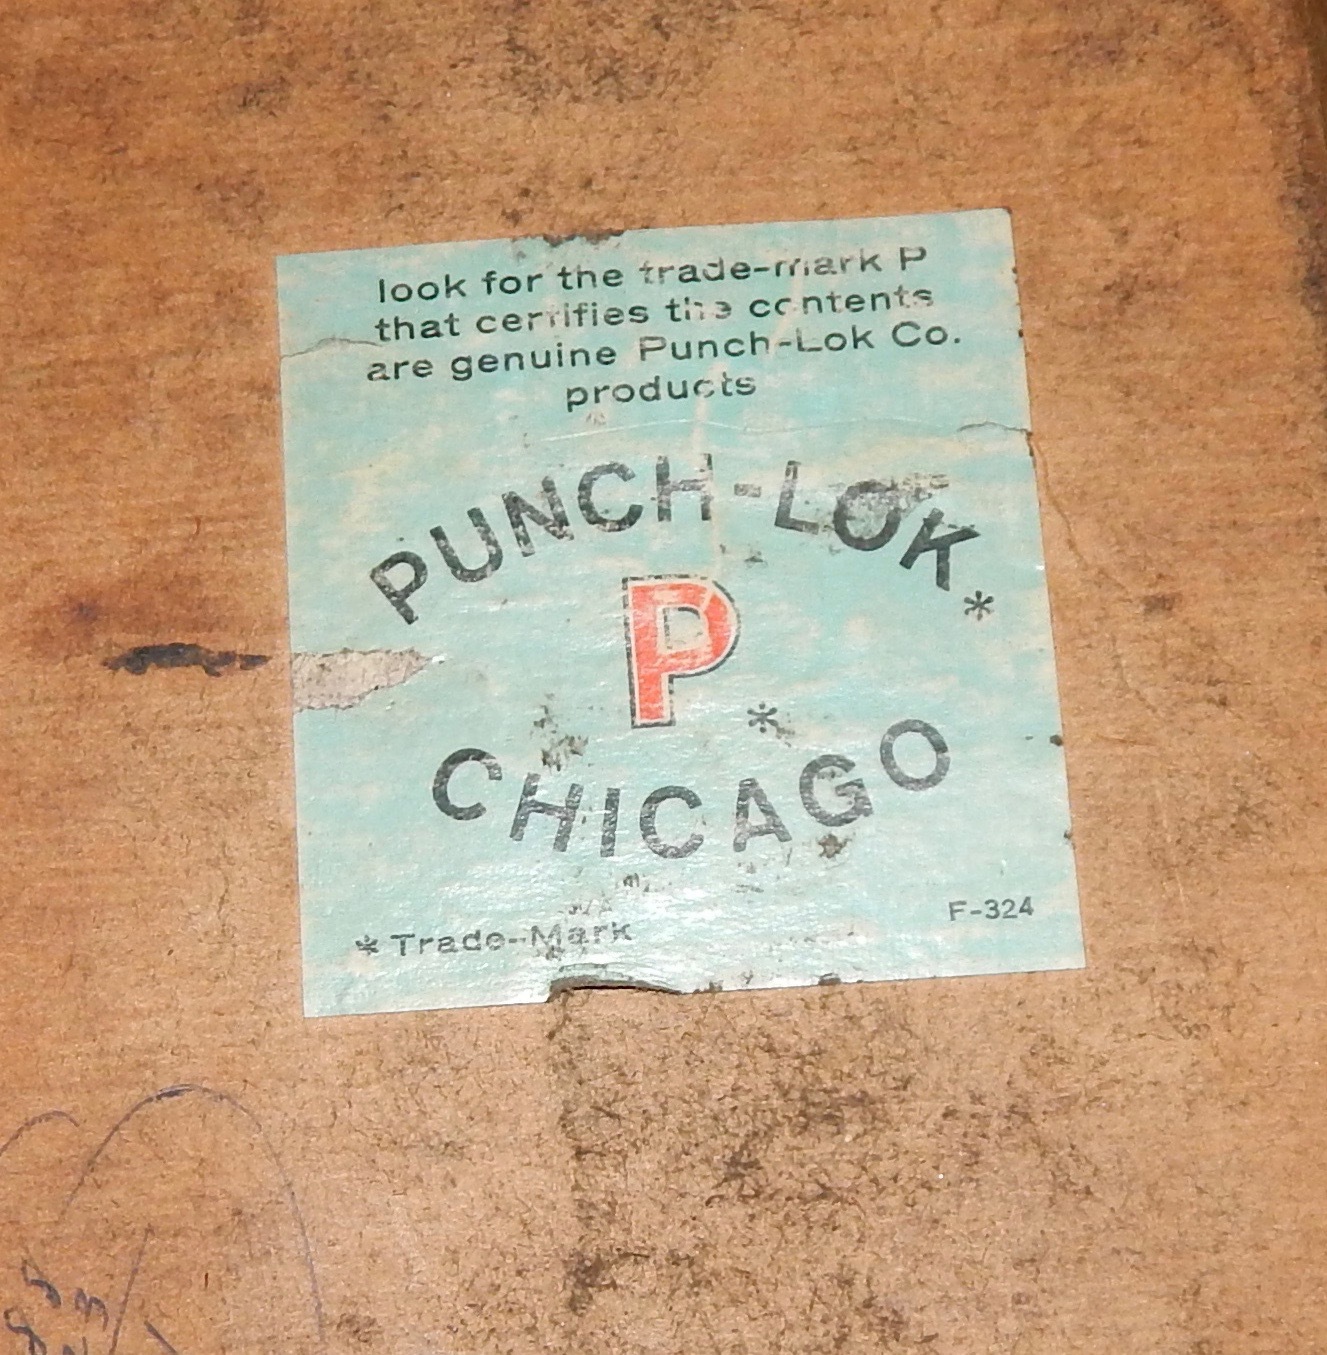 look for the trade-mark P
that certifies the contents
are genuine Punch-Lok Co.
products
PUNCH-LOK*
P*
CHICAGO
F-324
* Trade-Mark